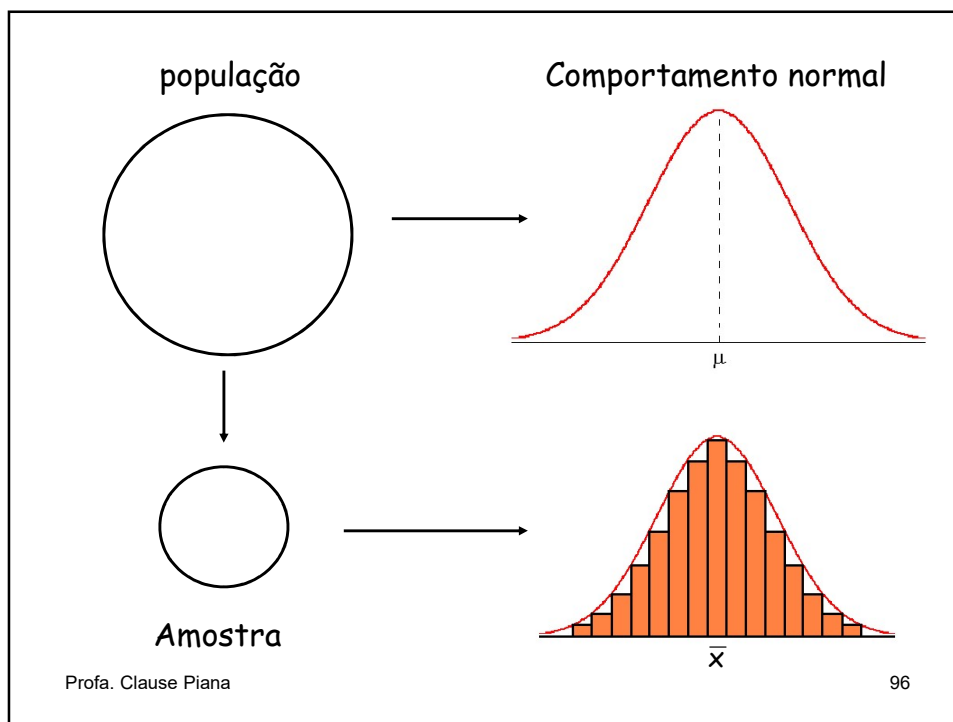 população
Comportamento normal
μ
Amostra
x̄
Profa. Clause Piana
96